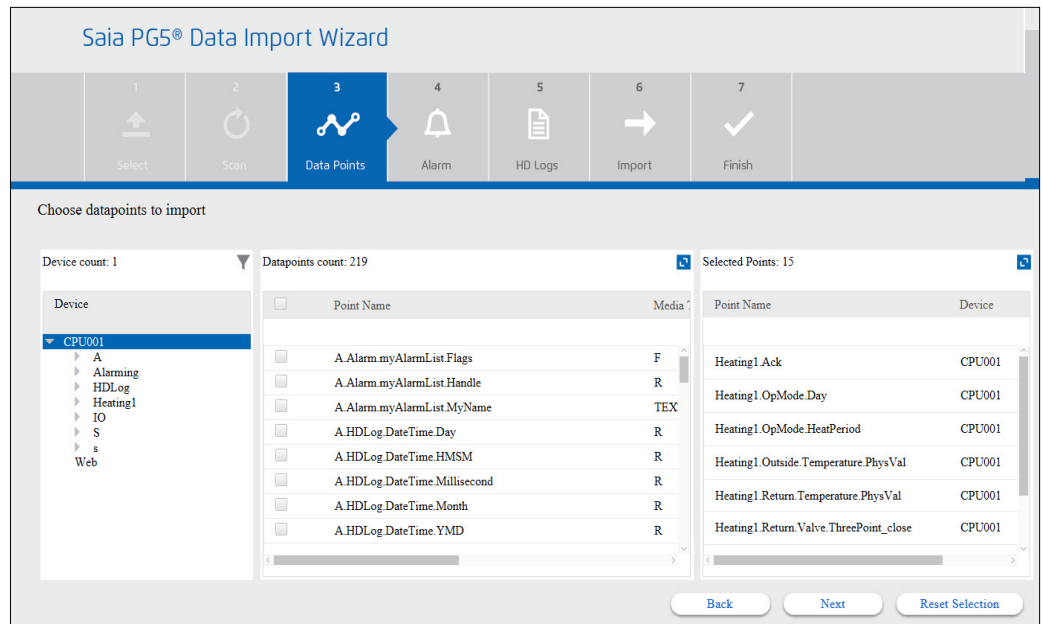 Saia PG5® Data Import Wizard
1 2 3 4 5 6 7
Select Scan Data Points Alarm HD Logs Import Finish
Choose datapoints to import
Device count: 1
Device
CPU001
A
Alarming
HDLog
Heating1
IO
S
s
Web
Datapoints count: 219
Point Name Media T
A.Alarm.myAlarmList.Flags F
A.Alarm.myAlarmList.Handle R
A.Alarm.myAlarmList.MyName TEX
A.HDLog.DateTime.Day R
A.HDLog.DateTime.HMSM R
A.HDLog.DateTime.Millisecond R
A.HDLog.DateTime.Month R
A.HDLog.DateTime.YMD R
Selected Points: 15
Point Name Device
Heating1.Ack CPU001
Heating1.OpMode.Day CPU001
Heating1.OpMode.HeatPeriod CPU001
Heating1.Outside.Temperature.PhysVal CPU001
Heating1.Return.Temperature.PhysVal CPU001
Heating1.Return.Valve.ThreePoint_close CPU001
Back Next Reset Selection